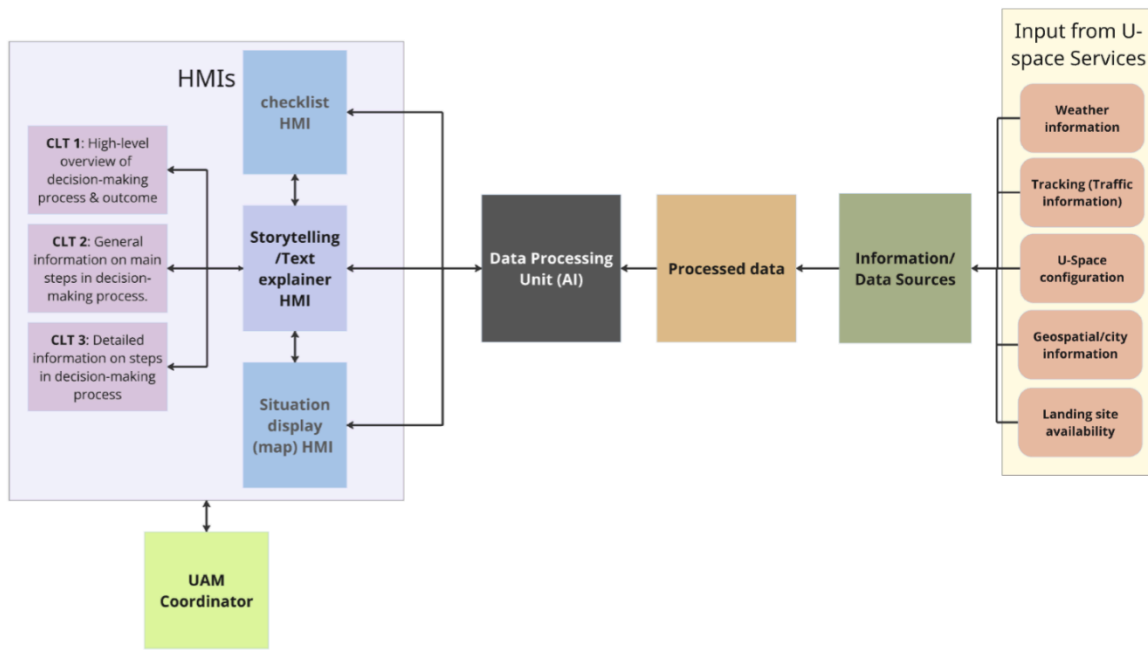 HMIs
checklist
HMI
CLT 1: High-level
overview of
decision-making
process & outcome
CLT 2: General
information on main
steps in decision-
making process.
CLT 3: Detailed
information on steps
in decision-making
process
Storytelling
/Text
explainer
HMI
Situation
display
(map) HMI
UAM
Coordinator
Data Processing
Unit (AI)
Processed data
Information/
Data Sources
Input from U-
space Services
Weather
information
Tracking (Traffic
information)
U-Space
configuration
Geospatial/city
information
Landing site
availability